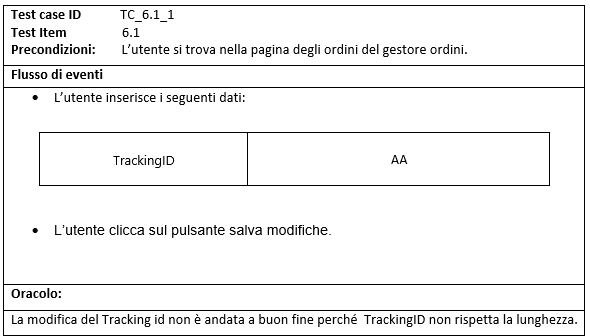 Test case ID TC_6.1_1
Test Item 6.1
Precondizioni: L'utente si trova nella pagina degli ordini del gestore ordini.
Flusso di eventi
• L'utente inserisce i seguenti dati:
TrackingID AA
• L'utente clicca sul pulsante salva modifiche.
Oracolo:
La modifica del Tracking id non è andata a buon fine perché TrackingID non rispetta la lunghezza.